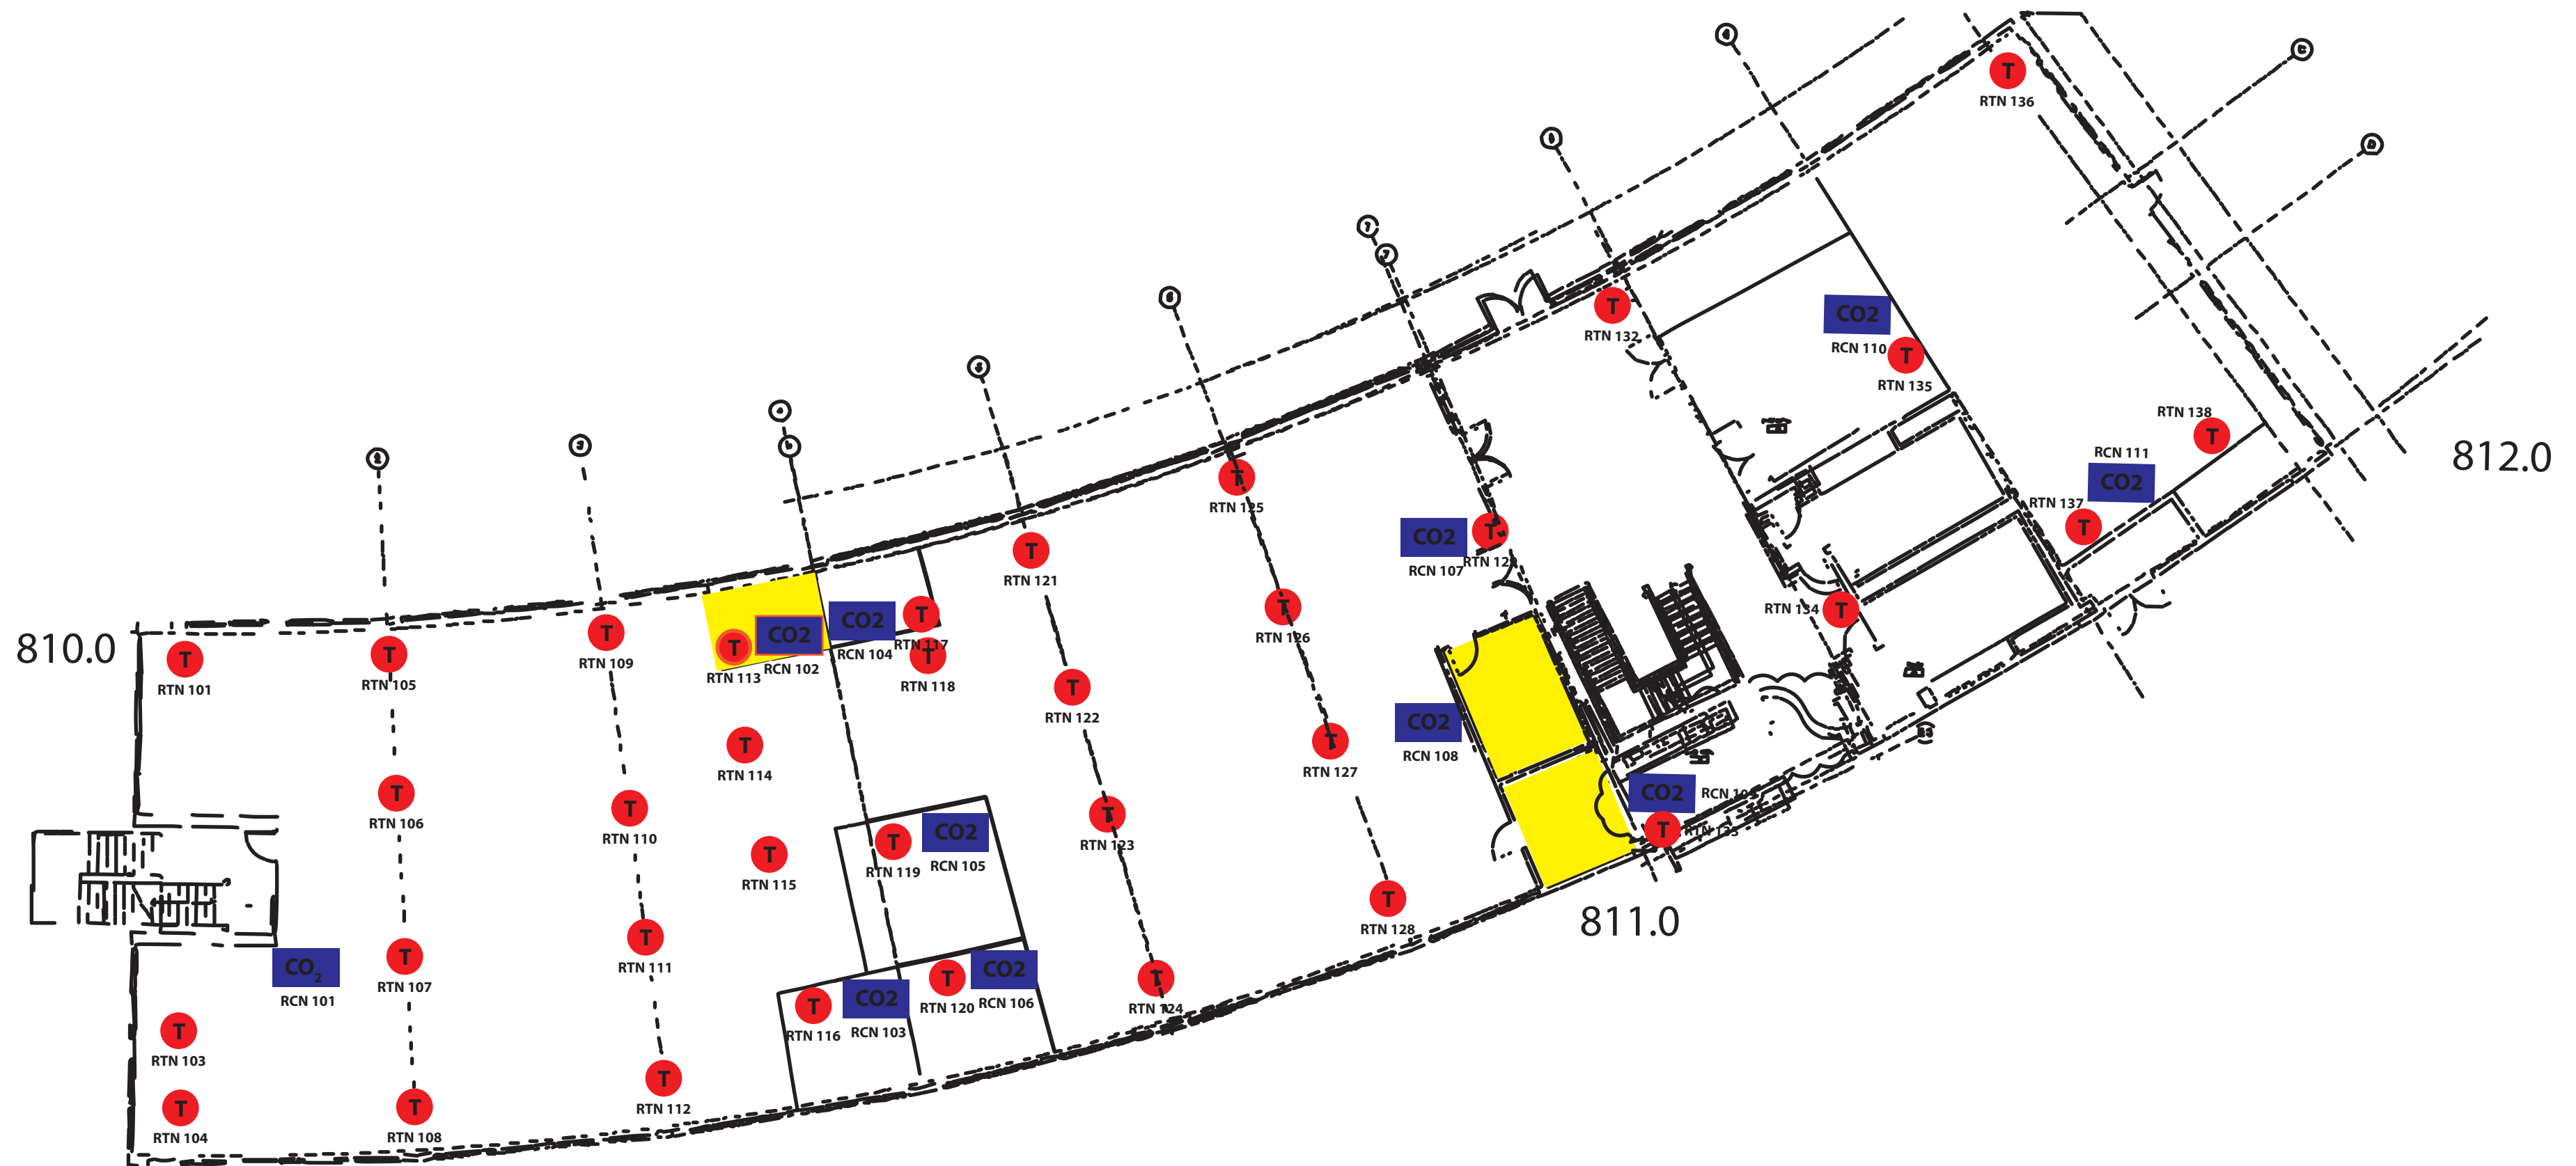 RTN 136
812.0
RTN 132
CO2
RCN 110
T
RTN 135
RTN 138
T
RCN 111
CO2
RTN 137
T
T
RTN 125
CO2
RCN 107
T
T
RTN 121
T
RTN 126
RTN 134
T
810.0
T
RTN 101
T
RTN 105
T
RTN 109
T
CO2
RTN 113
RCN 102
CO2
RCN 104
T
RTN 117
T
RTN 118
T
RTN 122
T
RTN 127
CO2
RCN 108
T
RTN 114
T
RTN 106
T
RTN 110
T
RTN 115
T
RTN 119
CO2
RCN 105
T
RTN 123
CO2
T
T
RTN 128
811.0
CO2
RCN 101
T
RTN 107
T
RTN 111
T
RTN 116
CO2
RCN 103
T
RTN 120
CO2
RCN 106
T
RTN 124
T
RTN 103
T
RTN 104
T
RTN 108
T
RTN 112
T
T